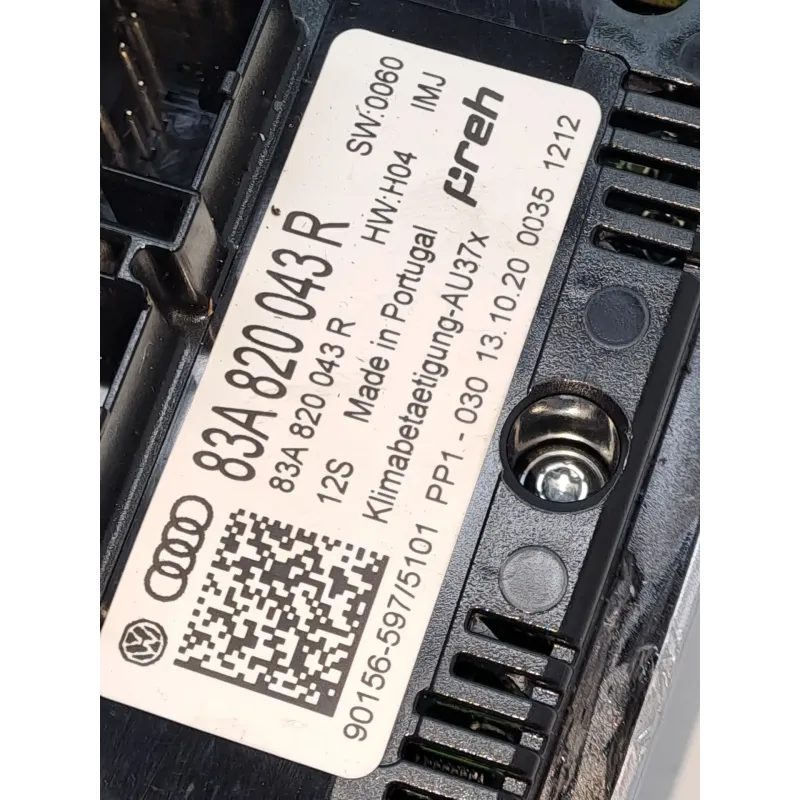 83A 820 043 R
83A 820 043 R
SW:0060
12S Made in Portugal HW:H04 IMJ
Klimabetaetigung-AU37x preh
90156-597/5101 PP1 - 030 13.10.20 0035 1212